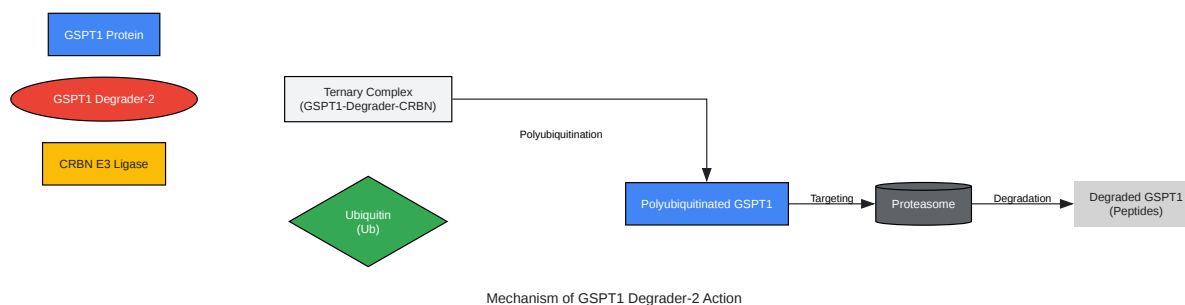 GSPT1 Protein
GSPT1 Degrader-2
CRBN E3 Ligase
Ternary Complex
(GSPT1-Degrader-CRBN)
Polyubiquitination
Ubiquitin
(Ub)
Polyubiquitinated GSPT1
Targeting
Proteasome
Degradation
Degraded GSPT1
(Peptides)
Mechanism of GSPT1 Degrader-2 Action